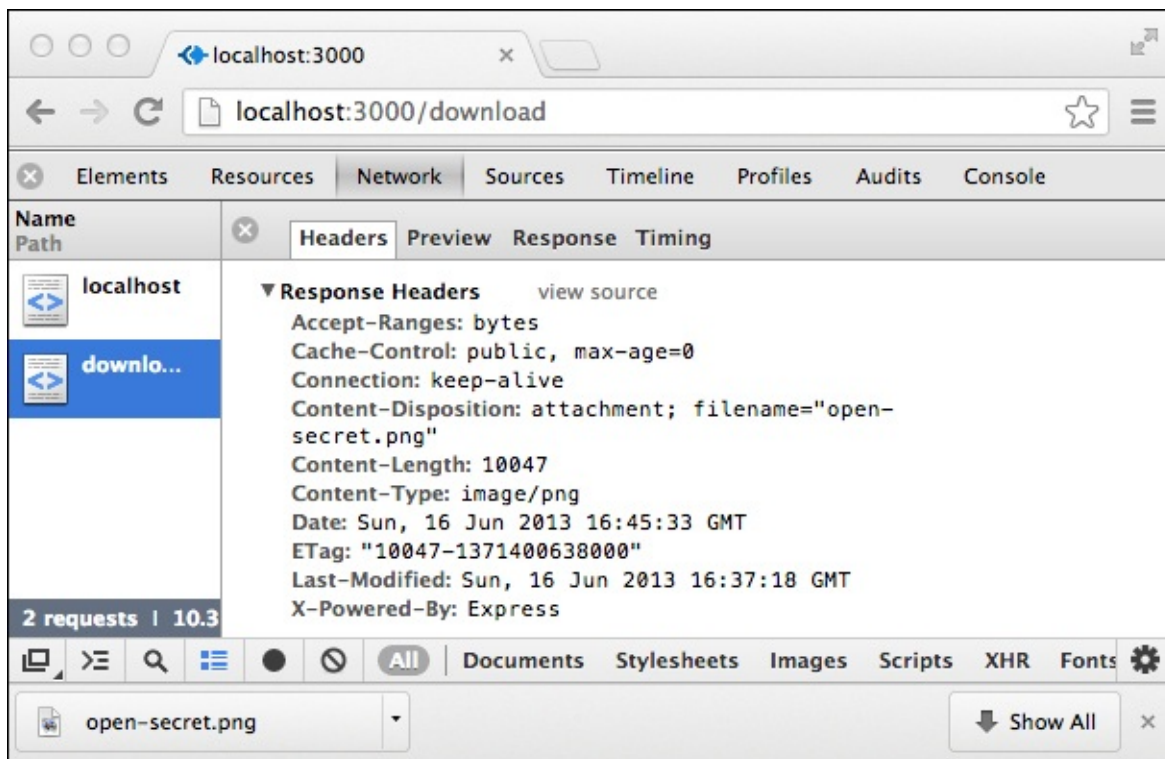 localhost:3000
localhost:3000/download
Elements Resources Network Sources Timeline Profiles Audits Console
Name
Path
Headers Preview Response Timing
localhost
downlo...
Response Headers view source
Accept-Ranges: bytes
Cache-Control: public, max-age=0
Connection: keep-alive
Content-Disposition: attachment; filename="open-
secret.png"
Content-Length: 10047
Content-Type: image/png
Date: Sun, 16 Jun 2013 16:45:33 GMT
ETag: "10047-1371400638000"
Last-Modified: Sun, 16 Jun 2013 16:37:18 GMT
X-Powered-By: Express
2 requests | 10.3
All Documents Stylesheets Images Scripts XHR Fonts
open-secret.png
Show All